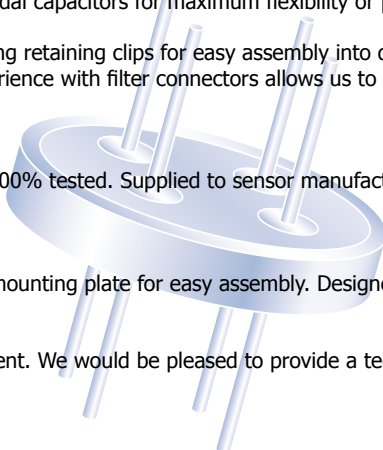 dal capacitors for maximum flexibility or p
ng retaining clips for easy assembly into c
rience with filter connectors allows us to
00% tested. Supplied to sensor manufact
mounting plate for easy assembly. Designe
ent. We would be pleased to provide a te